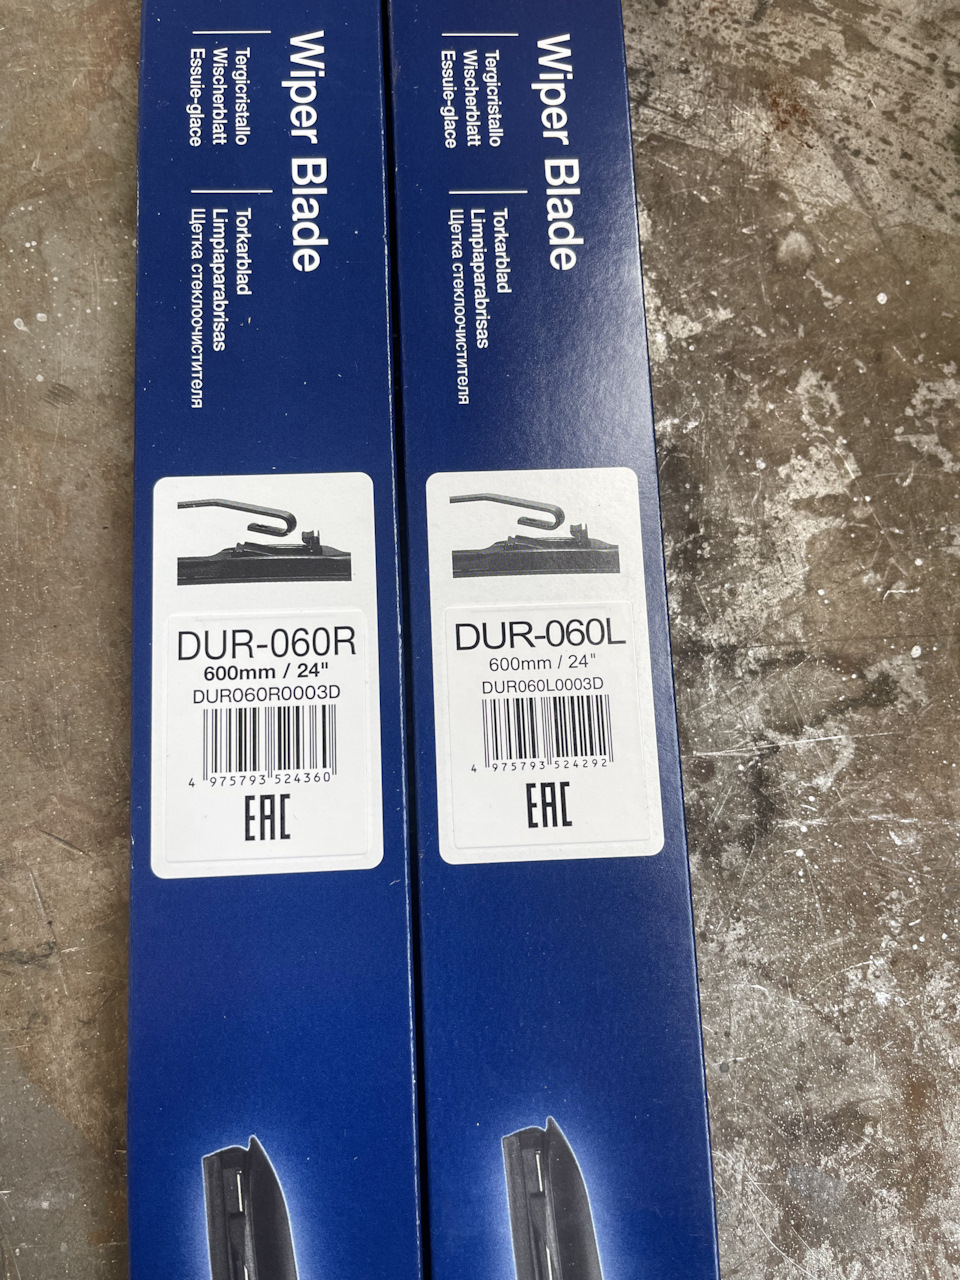 Wiper Blade
Tergicristallo
Wischerblatt
Essuie-glace
Torkarblad
Limpiaparabrisas
Щетка стеклоочистителя
DUR-060R
600mm / 24"
DUR060R0003D
4 975793 524360
EAC
Wiper Blade
Tergicristallo
Wischerblatt
Essuie-glace
Torkarblad
Limpiaparabrisas
Щетка стеклоочистителя
DUR-060L
600mm / 24"
DUR060L0003D
4 975793 524292
EAC